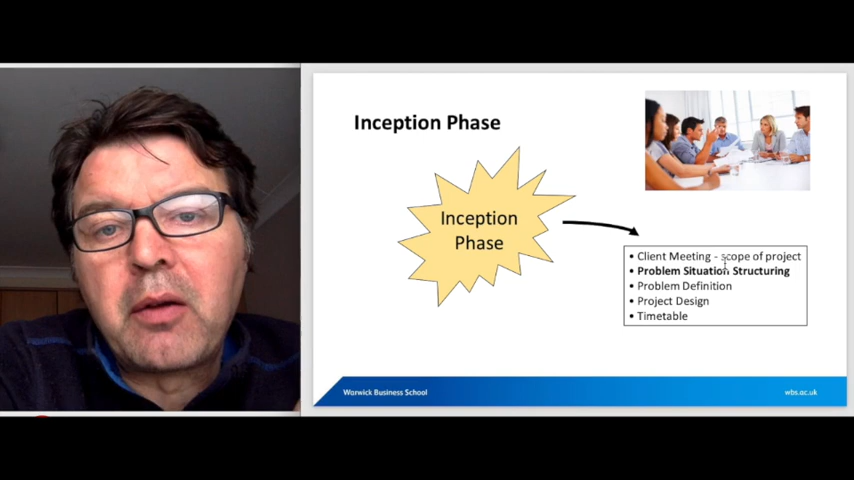 Inception Phase
Inception
Phase
• Client Meeting - scope of project
• Problem Situation Structuring
• Problem Definition
• Project Design
• Timetable
Warwick Business School
wbs.ac.uk